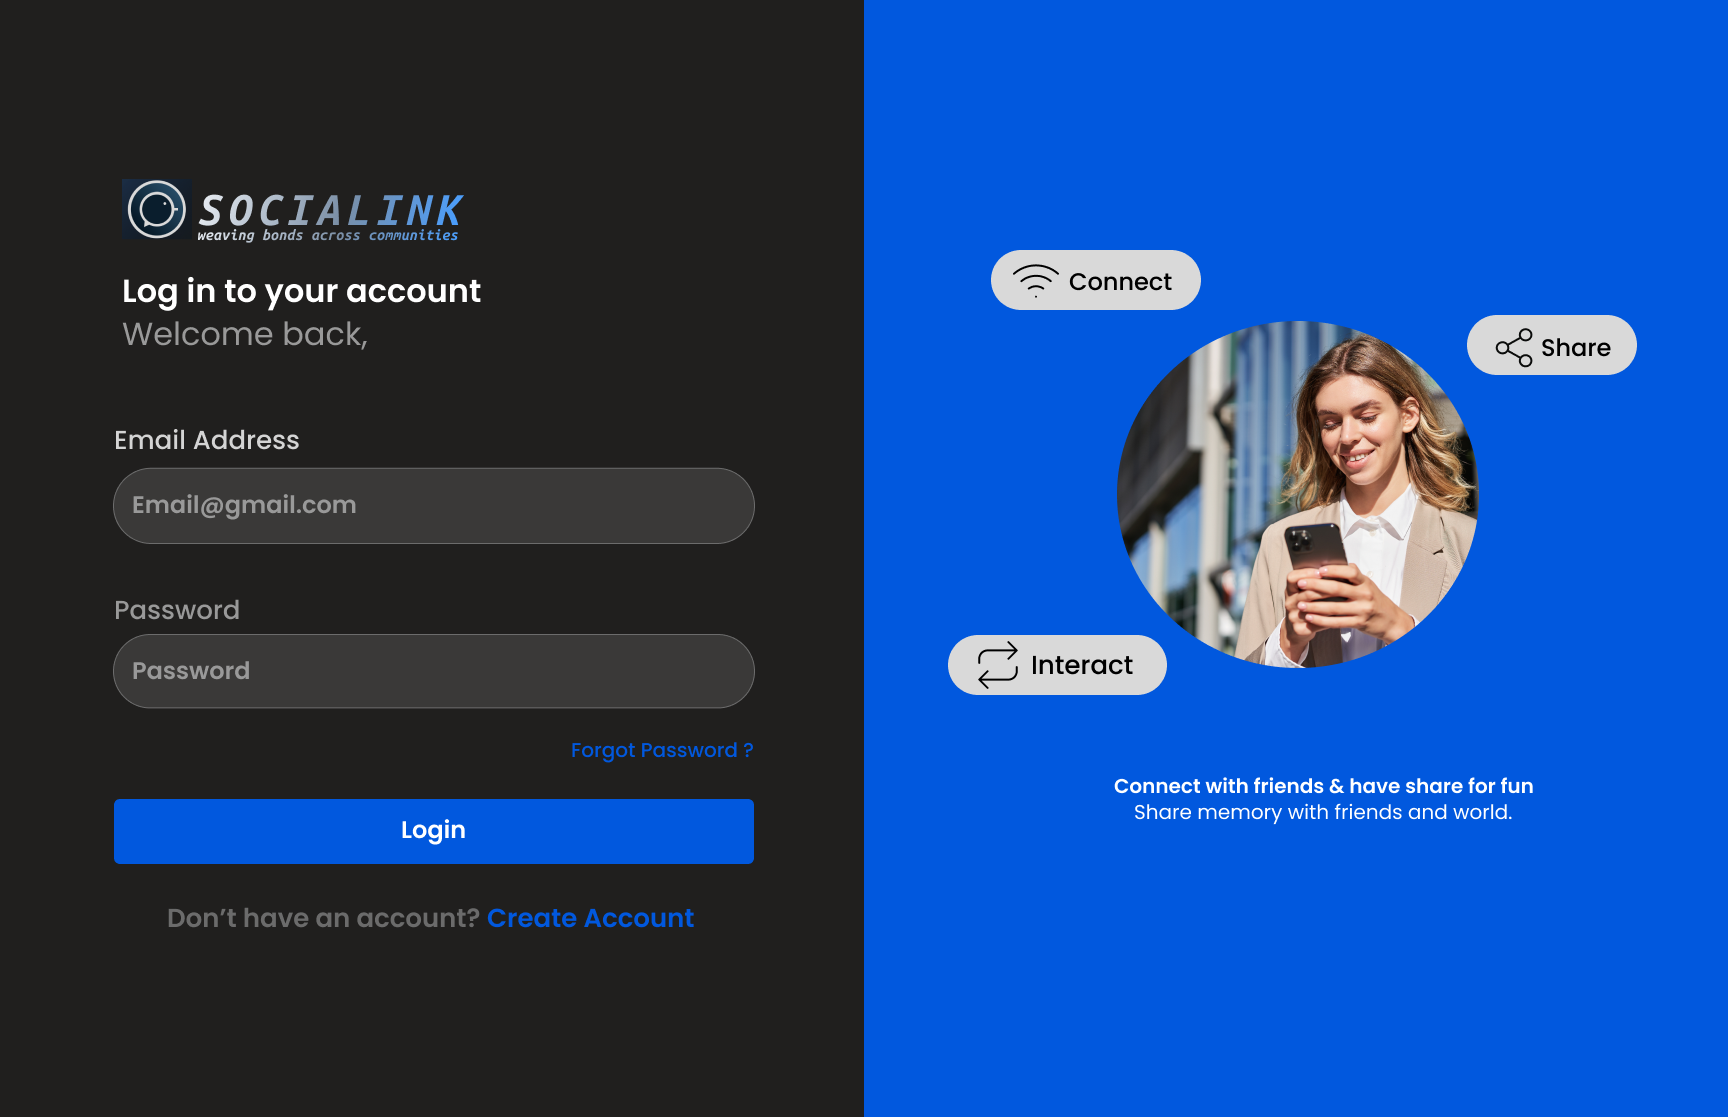 SOCIALINK
weaving bonds across communities
Log in to your account
Welcome back,
Email Address
Email@gmail.com
Password
Password
Forgot Password ?
Login
Don’t have an account? Create Account
Connect
Share
Interact
Connect with friends & have share for fun
Share memory with friends and world.